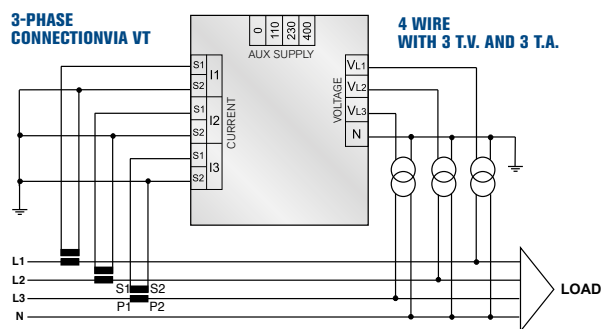 3-PHASE
CONNECTIONVIA VT
4 WIRE
WITH 3 T.V. AND 3 T.A.
0
110
230
400
AUX SUPPLY
S1
I1
S2
S1
I2
S2
S1
I3
S2
CURRENT
VOLTAGE
VL1
VL2
VL3
N
L1
L2
L3
N
S1 S2
P1 P2
LOAD